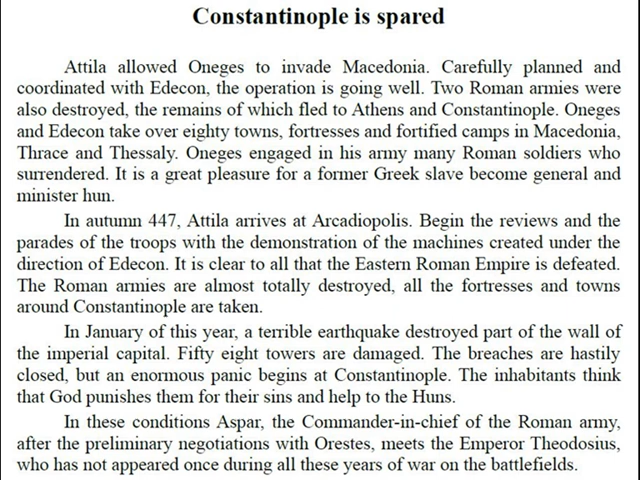 Constantinople is spared
Attila allowed Oneges to invade Macedonia. Carefully planned and
coordinated with Edecon, the operation is going well. Two Roman armies were
also destroyed, the remains of which fled to Athens and Constantinople. Oneges
and Edecon take over eighty towns, fortresses and fortified camps in Macedonia,
Thrace and Thessaly. Oneges engaged in his army many Roman soldiers who
surrendered. It is a great pleasure for a former Greek slave become general and
minister hun.
In autumn 447, Attila arrives at Arcadiopolis. Begin the reviews and the
parades of the troops with the demonstration of the machines created under the
direction of Edecon. It is clear to all that the Eastern Roman Empire is defeated.
The Roman armies are almost totally destroyed, all the fortresses and towns
around Constantinople are taken.
In January of this year, a terrible earthquake destroyed part of the wall of
the imperial capital. Fifty eight towers are damaged. The breaches are hastily
closed, but an enormous panic begins at Constantinople. The inhabitants think
that God punishes them for their sins and help to the Huns.
In these conditions Aspar, the Commander-in-chief of the Roman army,
after the preliminary negotiations with Orestes, meets the Emperor Theodosius,
who has not appeared once during all these years of war on the battlefields.